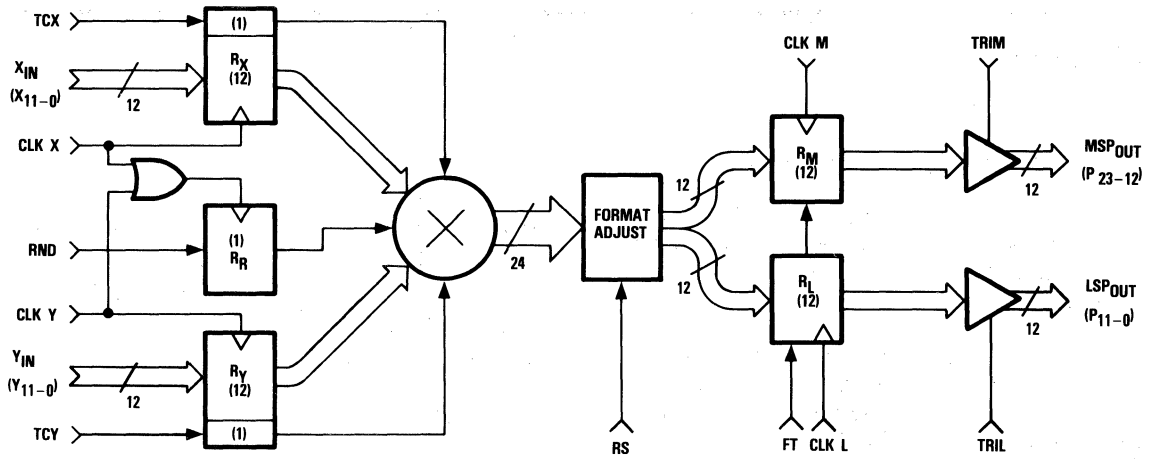 TCX
(1)
X_IN
(X_11–0)
12
R_X
(12)
CLK X
RND
(1)
R_R
CLK Y
Y_IN
(Y_11–0)
12
R_Y
(12)
TCY
(1)
24
FORMAT
ADJUST
RS
12
12
CLK M
R_M
(12)
R_L
(12)
FT
CLK L
TRIM
12
MSP_OUT
(P_23–12)
12
LSP_OUT
(P_11–0)
TRIL